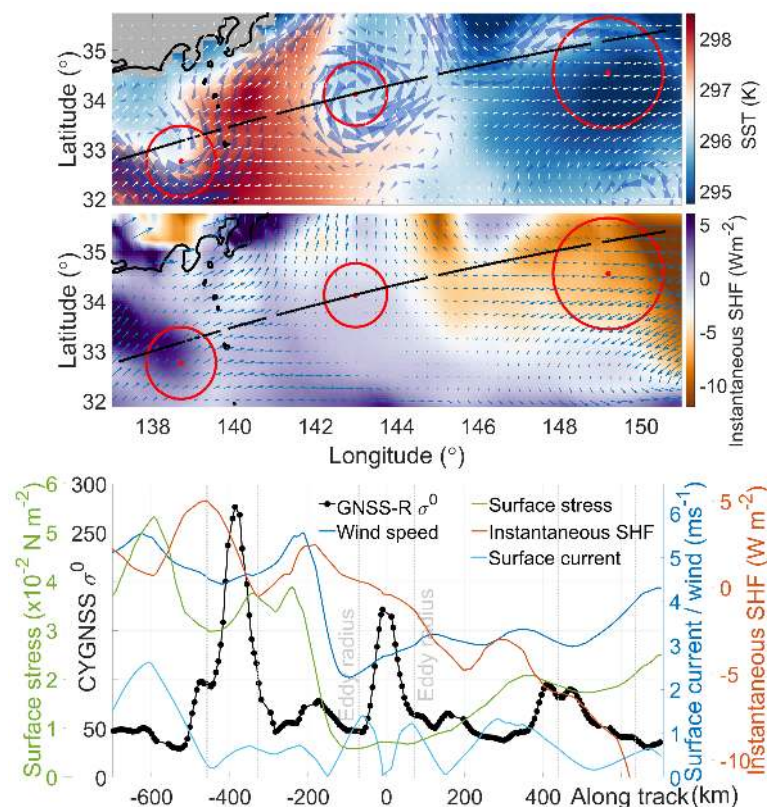 35
34
33
32
Latitude (°)
298
297
296
295
SST (K)
35
34
33
32
Latitude (°)
5
0
-5
-10
Instantaneous SHF (Wm-2)
138 140 142 144 146 148 150
Longitude (°)
6
5
4
3
2
1
0
Surface stress (x10-2 N m-2)
300
250
50
0
CYGNSS σ0
GNSS-R σ0
Wind speed
Surface stress
Instantaneous SHF
Surface current
Eddy radius
Eddy radius
6
5
4
3
2
1
0
Surface current / wind (ms-1)
5
0
-5
-10
Instantaneous SHF (W m-2)
-600 -400 -200 0 200 400 Along track (km)